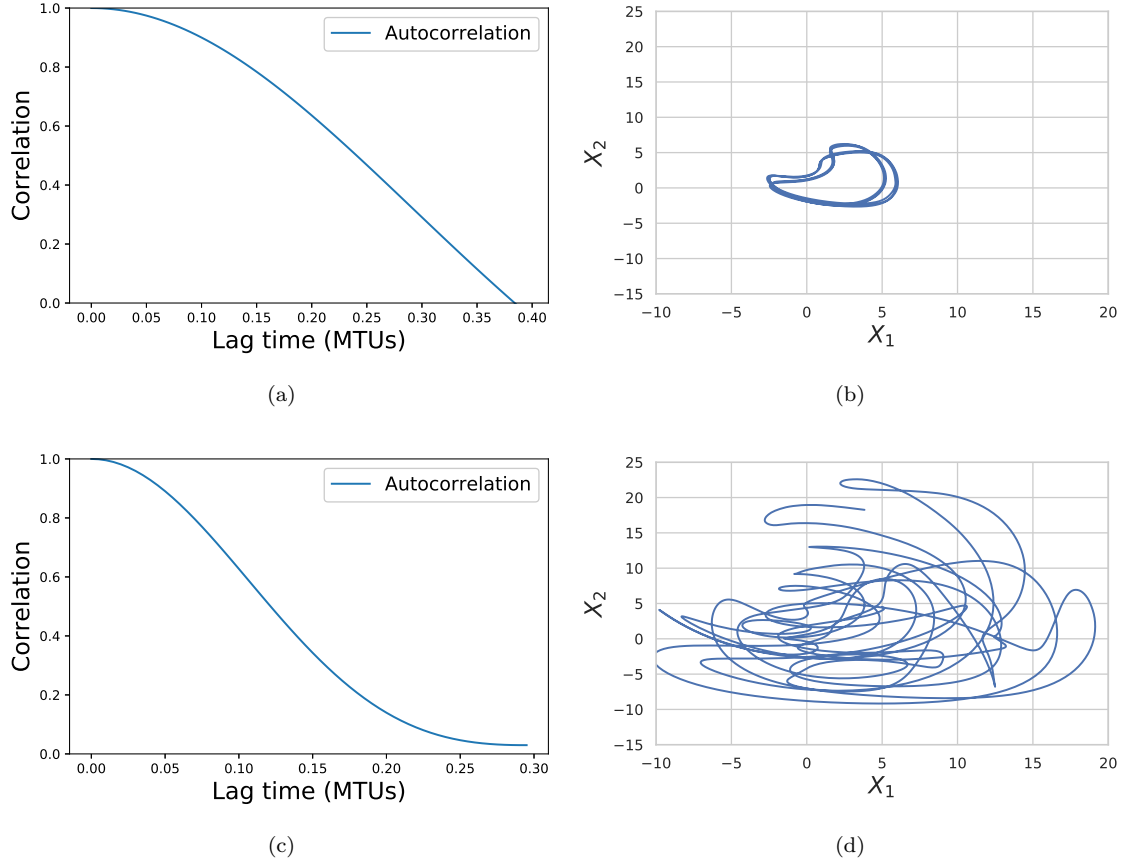 1.0
0.8
0.6
0.4
0.2
0.0
Correlation
Autocorrelation
0.00 0.05 0.10 0.15 0.20 0.25 0.30 0.35 0.40
Lag time (MTUs)
(a)
25
20
15
10
5
0
−5
−10
−15
X2
−10 −5 0 5 10 15 20
X1
(b)
1.0
0.8
0.6
0.4
0.2
0.0
Correlation
Autocorrelation
0.00 0.05 0.10 0.15 0.20 0.25 0.30
Lag time (MTUs)
(c)
25
20
15
10
5
0
−5
−10
−15
X2
−10 −5 0 5 10 15 20
X1
(d)